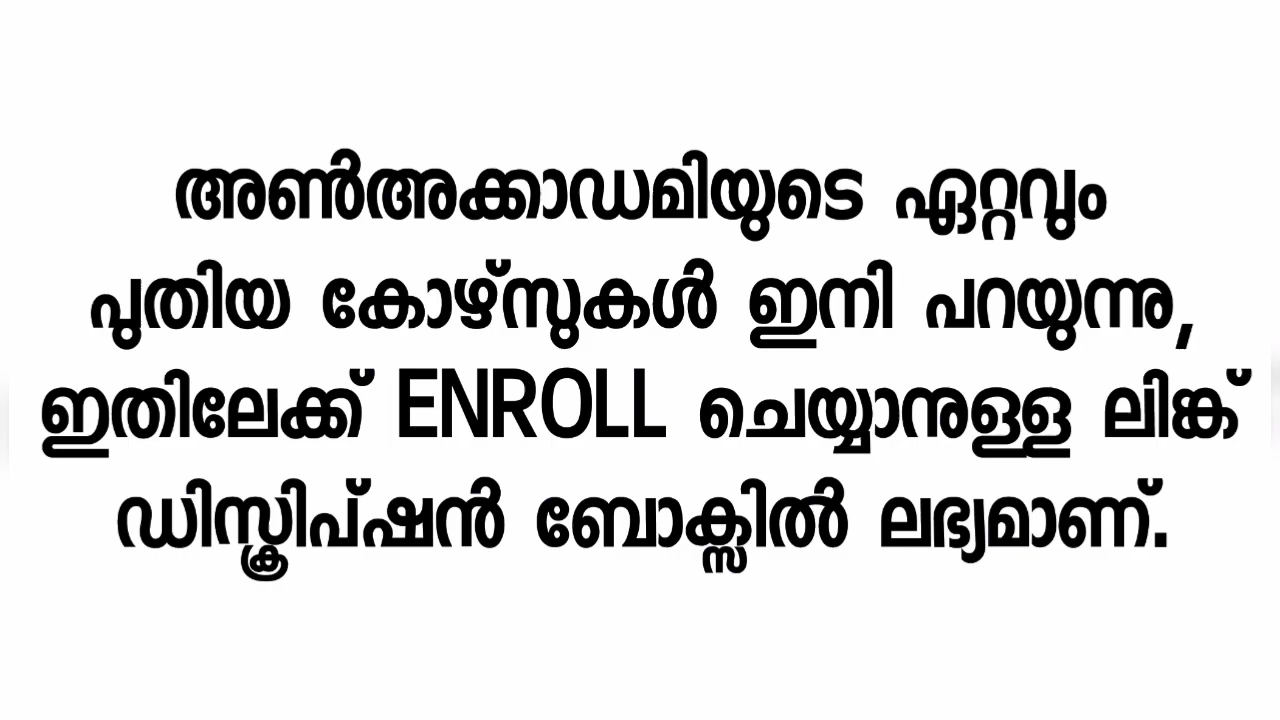 അൺഅക്കാഡമിയുടെ ഏറ്റവും
പുതിയ കോഴ്സുകൾ ഇനി പറയുന്നു,
ഇതിലേക്ക് ENROLL ചെയ്യാനുള്ള ലിങ്ക്
ഡിസ്ക്രിപ്ഷൻ ബോക്സിൽ ലഭ്യമാണ്.